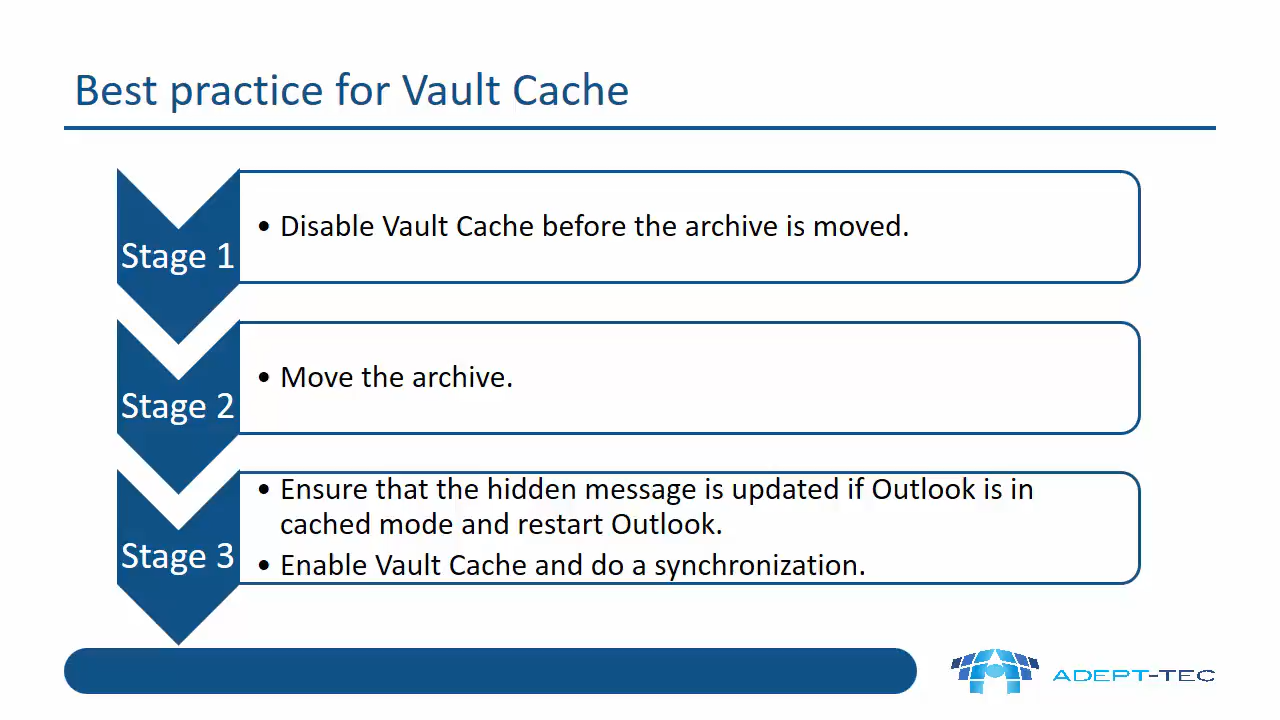 Best practice for Vault Cache
Stage 1
• Disable Vault Cache before the archive is moved.
Stage 2
• Move the archive.
Stage 3
• Ensure that the hidden message is updated if Outlook is in
cached mode and restart Outlook.
• Enable Vault Cache and do a synchronization.
ADEPT-TEC